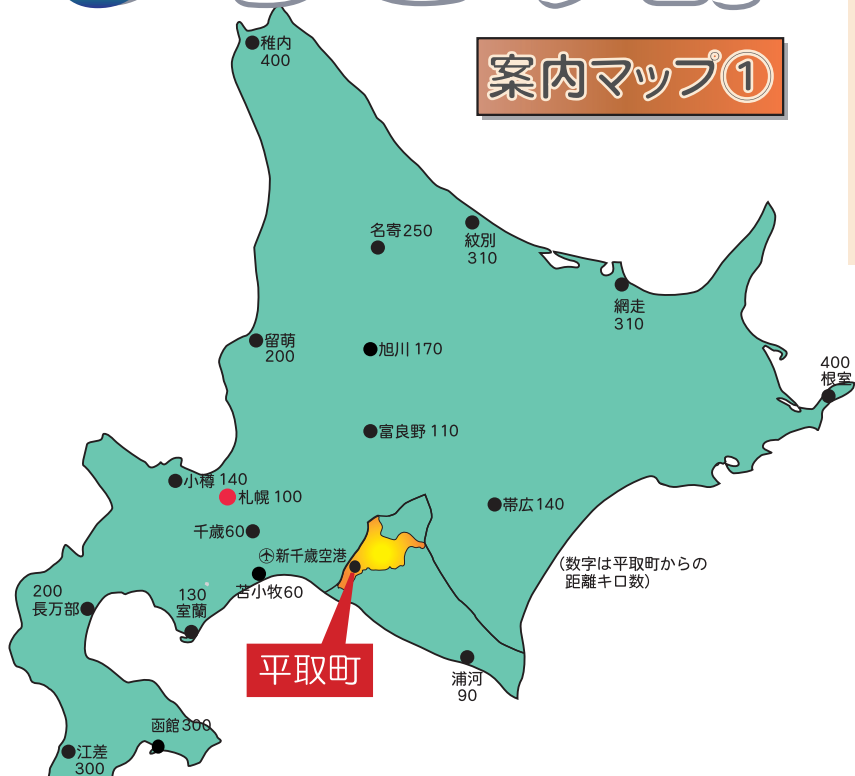 稚内
400
案内マップ①
名寄250
紋別
310
網走
310
留萌
200
旭川 170
400
根室
富良野 110
小樽 140
札幌 100
帯広 140
千歳60
新千歳空港
(数字は平取町からの
距離キロ数)
苫小牧60
200
長万部
130
室蘭
平取町
浦河
90
函館300
江差
300